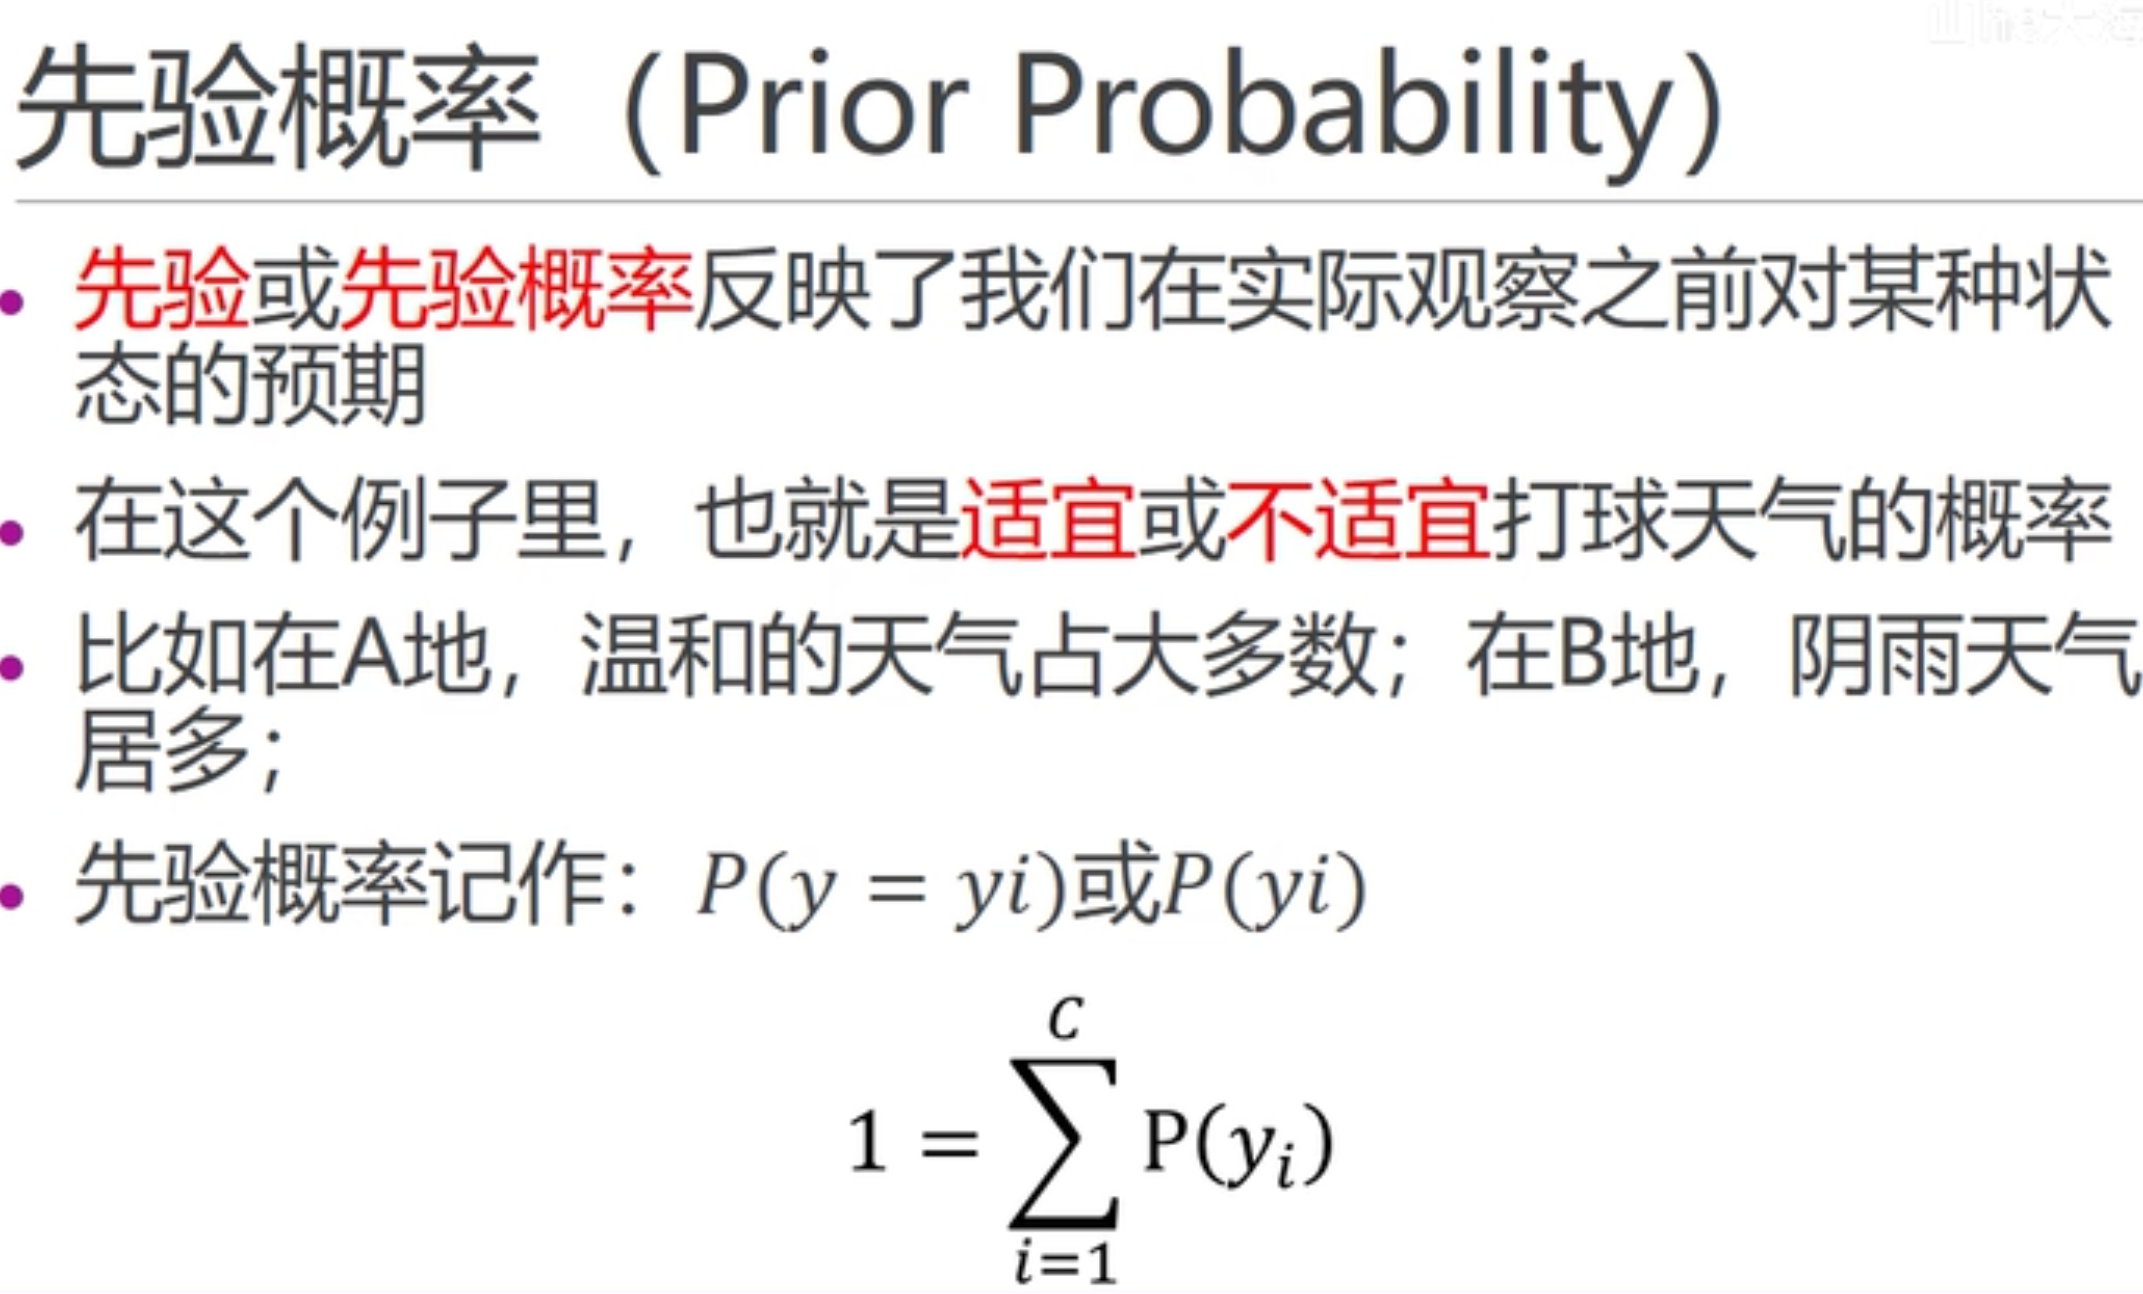 先验概率（Prior Probability）
先验或先验概率反映了我们在实际观察之前对某种状
态的预期
在这个例子里，也就是适宜或不适宜打球天气的概率
比如在A地，温和的天气占大多数；在B地，阴雨天气
居多；
先验概率记作：P(y = yi)或P(yi)
C
1 = ∑ P(yᵢ)
i=1